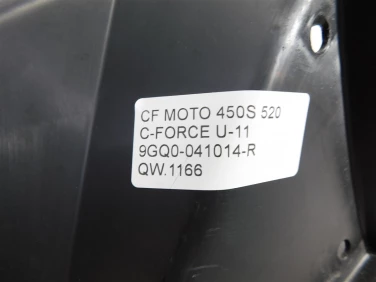 CF MOTO 450S 520
C-FORCE U-11
9GQ0-041014-R
QW.1166